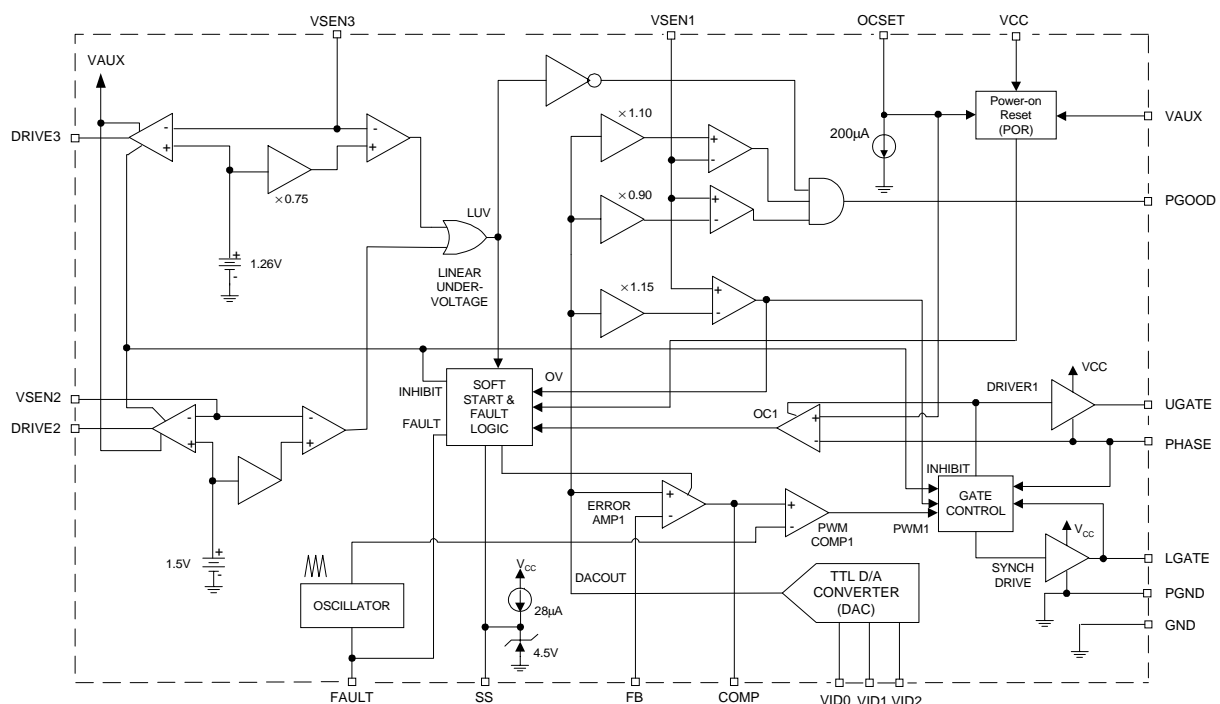 VSEN3
VSEN1
OCSET
VCC
VAUX
DRIVE3
-
+
-
+
×0.75
1.26V
+
-
LUV
LINEAR
UNDER-
VOLTAGE
×1.10
+
-
×0.90
+
-
×1.15
+
-
200µA
Power-on
Reset
(POR)
VAUX
PGOOD
VSEN2
DRIVE2
-
+
-
+
1.5V
+
-
INHIBIT
FAULT
SOFT
START &
FAULT
LOGIC
OV
OC1
+
-
DRIVER1
VCC
UGATE
PHASE
INHIBIT
GATE
CONTROL
PWM1
ERROR
AMP1
+
-
+
-
PWM
COMP1
SYNCH
DRIVE
VCC
LGATE
PGND
GND
OSCILLATOR
VCC
28µA
4.5V
DACOUT
TTL D/A
CONVERTER
(DAC)
FAULT
SS
FB
COMP
VID0
VID1
VID2